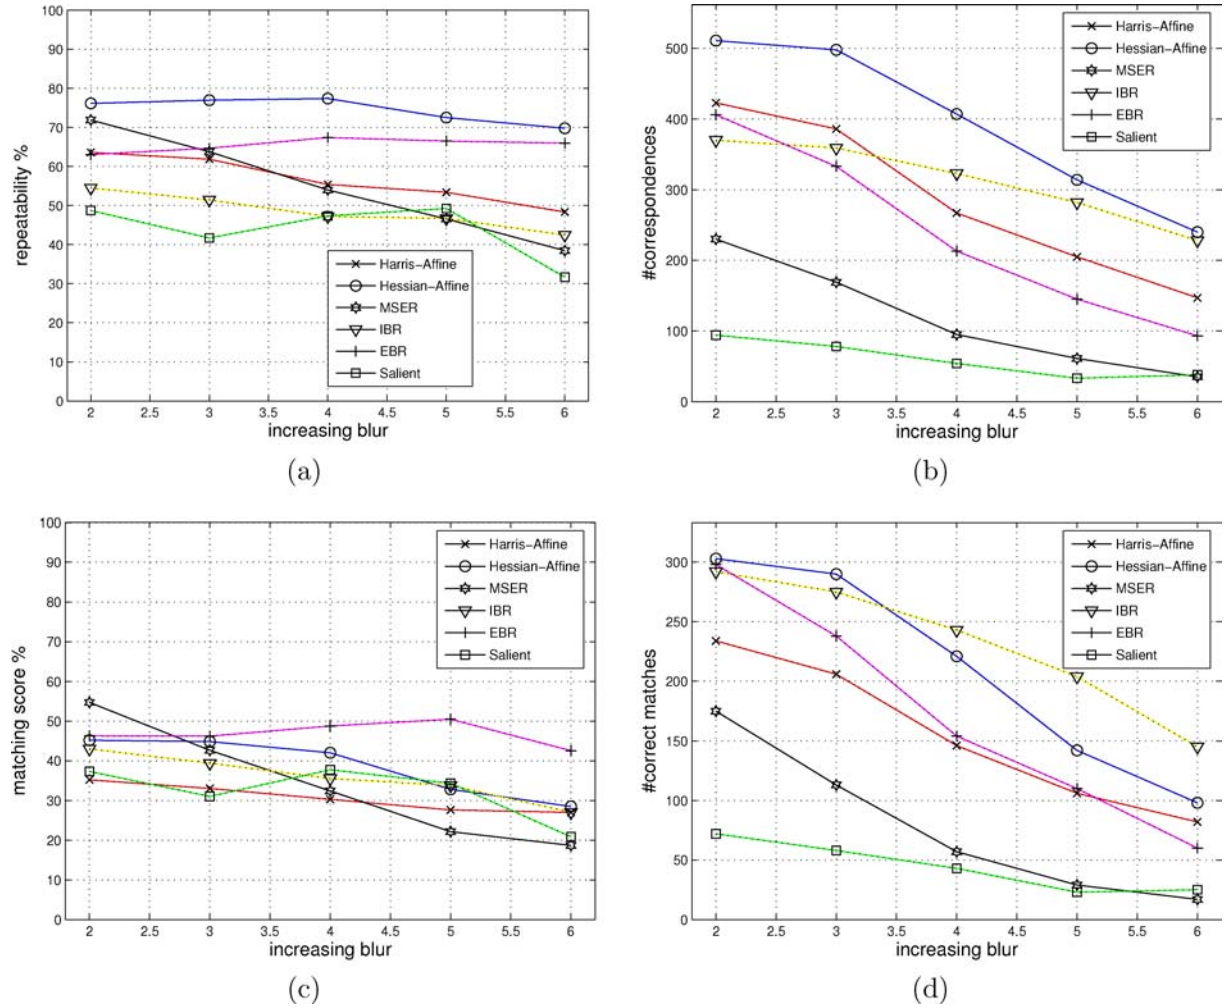 100
90
80
70
60
50
40
30
20
10
0
repeatability %
Harris-Affine
Hessian-Affine
MSER
IBR
EBR
Salient
2 2.5 3 3.5 4 4.5 5 5.5 6
increasing blur
(a)
500
400
300
200
100
0
#correspondences
Harris-Affine
Hessian-Affine
MSER
IBR
EBR
Salient
2 2.5 3 3.5 4 4.5 5 5.5 6
increasing blur
(b)
100
90
80
70
60
50
40
30
20
10
0
matching score %
Harris-Affine
Hessian-Affine
MSER
IBR
EBR
Salient
2 2.5 3 3.5 4 4.5 5 5.5 6
increasing blur
(c)
300
250
200
150
100
50
0
#correct matches
Harris-Affine
Hessian-Affine
MSER
IBR
EBR
Salient
2 2.5 3 3.5 4 4.5 5 5.5 6
increasing blur
(d)